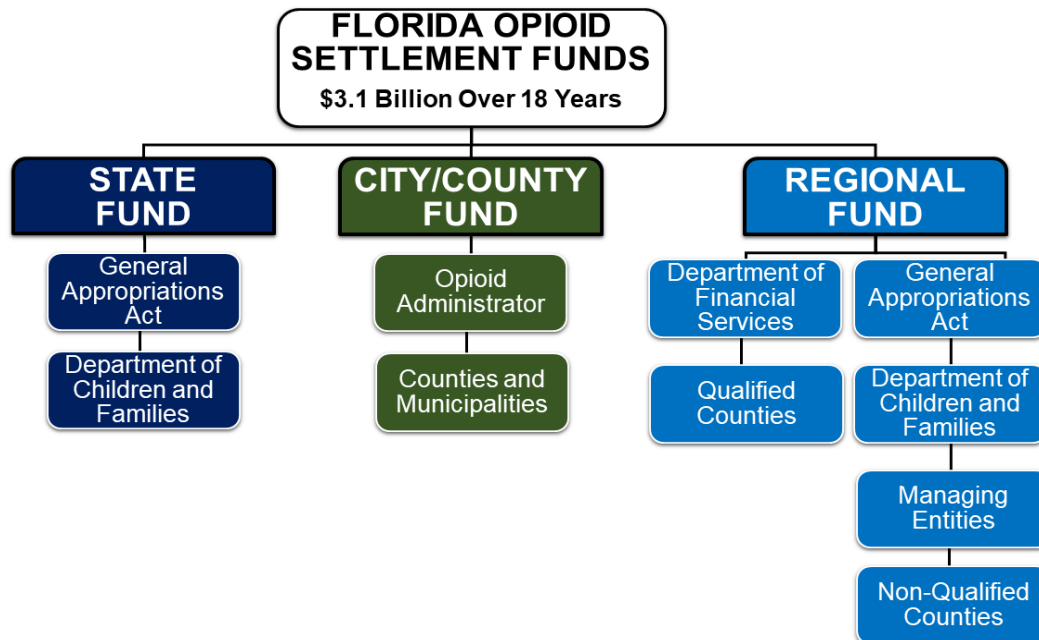 FLORIDA OPIOID
SETTLEMENT FUNDS
$3.1 Billion Over 18 Years
STATE
FUND
General
Appropriations
Act
Department of
Children and
Families
CITY/COUNTY
FUND
Opioid
Administrator
Counties and
Municipalities
REGIONAL
FUND
Department of
Financial
Services
Qualified
Counties
General
Appropriations
Act
Department of
Children and
Families
Managing
Entities
Non-Qualified
Counties